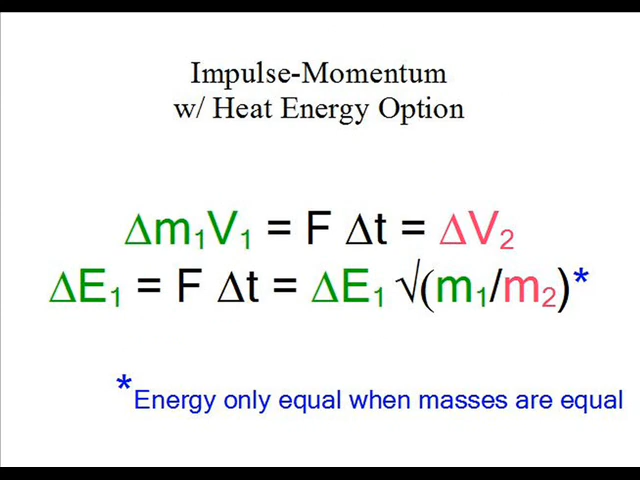 Impulse-Momentum
w/ Heat Energy Option
Δm₁V₁ = F Δt = ΔV₂
ΔE₁ = F Δt = ΔE₁ √(m₁/m₂)*
*Energy only equal when masses are equal